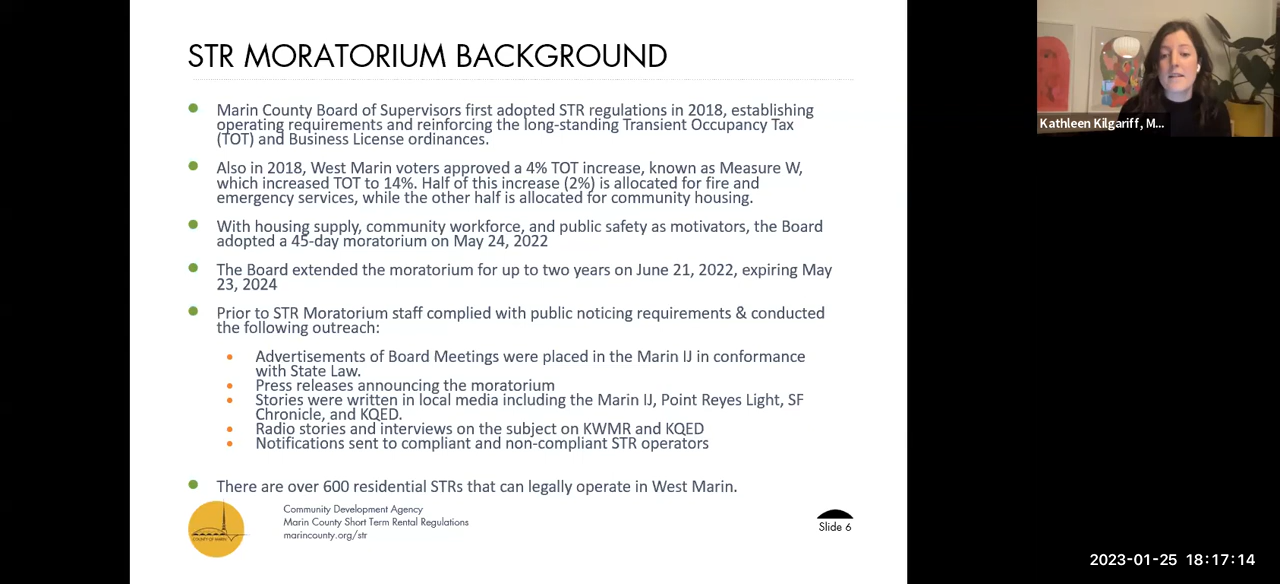 STR MORATORIUM BACKGROUND
Marin County Board of Supervisors first adopted STR regulations in 2018, establishing
operating requirements and reinforcing the long-standing Transient Occupancy Tax
(TOT) and Business License ordinances.
Also in 2018, West Marin voters approved a 4% TOT increase, known as Measure W,
which increased TOT to 14%. Half of this increase (2%) is allocated for fire and
emergency services, while the other half is allocated for community housing.
With housing supply, community workforce, and public safety as motivators, the Board
adopted a 45-day moratorium on May 24, 2022
The Board extended the moratorium for up to two years on June 21, 2022, expiring May
23, 2024
Prior to STR Moratorium staff complied with public noticing requirements & conducted
the following outreach:
Advertisements of Board Meetings were placed in the Marin IJ in conformance
with State Law.
Press releases announcing the moratorium
Stories were written in local media including the Marin IJ, Point Reyes Light, SF
Chronicle, and KQED.
Radio stories and interviews on the subject on KWMR and KQED
Notifications sent to compliant and non-compliant STR operators
There are over 600 residential STRs that can legally operate in West Marin.
COUNTY OF MARIN
Community Development Agency
Marin County Short Term Rental Regulations
marincounty.org/str
Slide 6
Kathleen Kilgariff, M...
2023-01-25 18:17:14